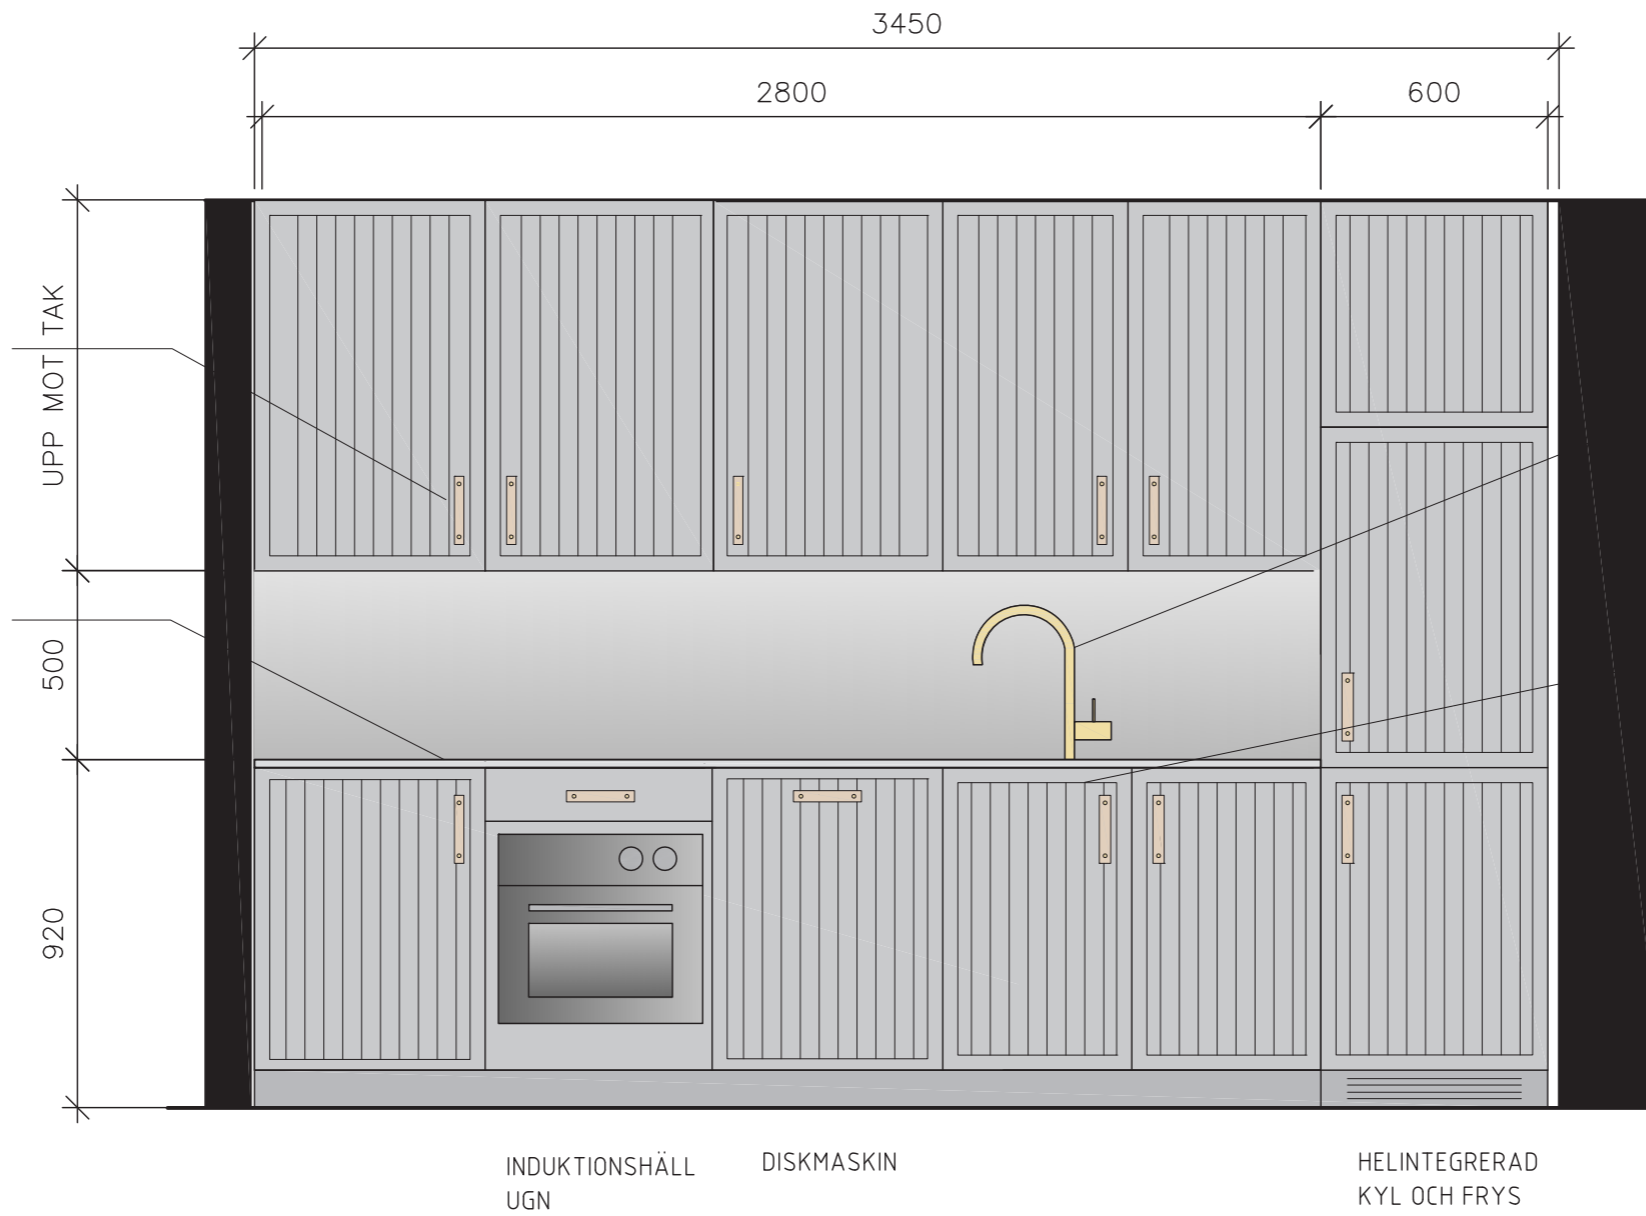 3450
2800
600
UPP MOT TAK
500
920
INDUKTIONSHÄLL
UGN
DISKMASKIN
HELINTEGRERAD
KYL OCH FRYS